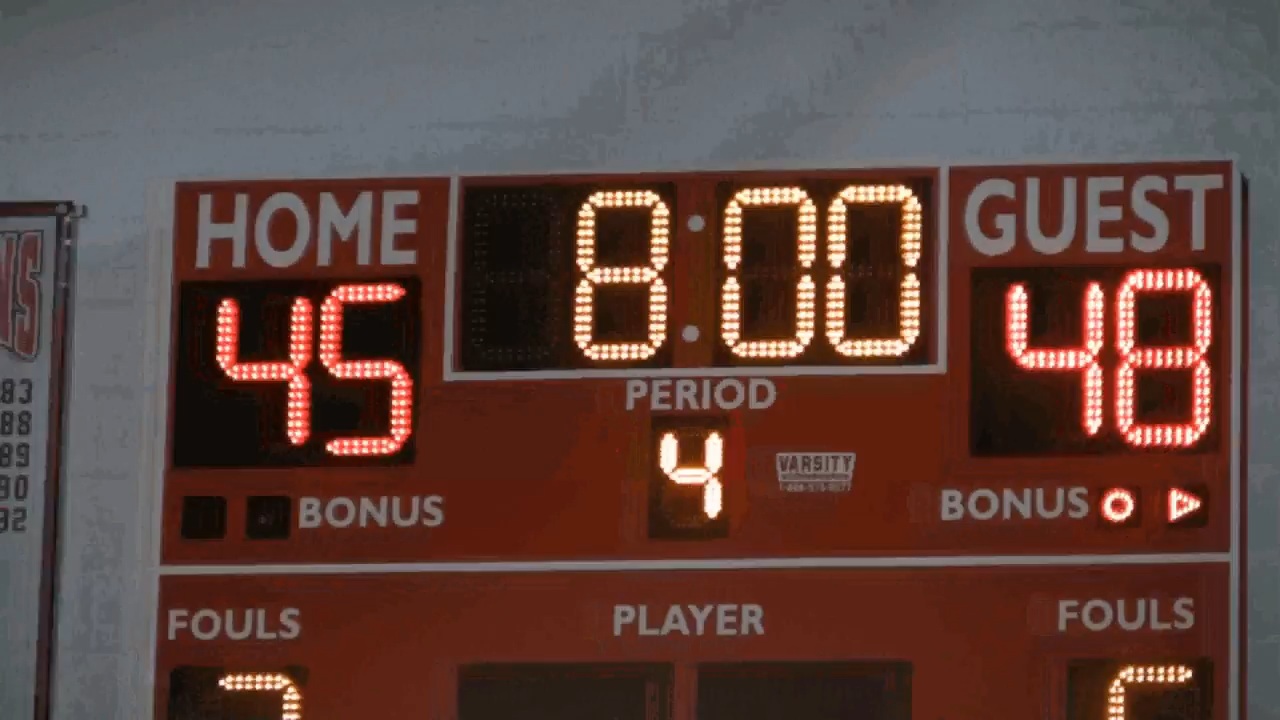 HOME
8:00
GUEST
45
48
PERIOD
4
VARSITY
BONUS
BONUS
FOULS
PLAYER
FOULS
NS
83
88
89
90
92